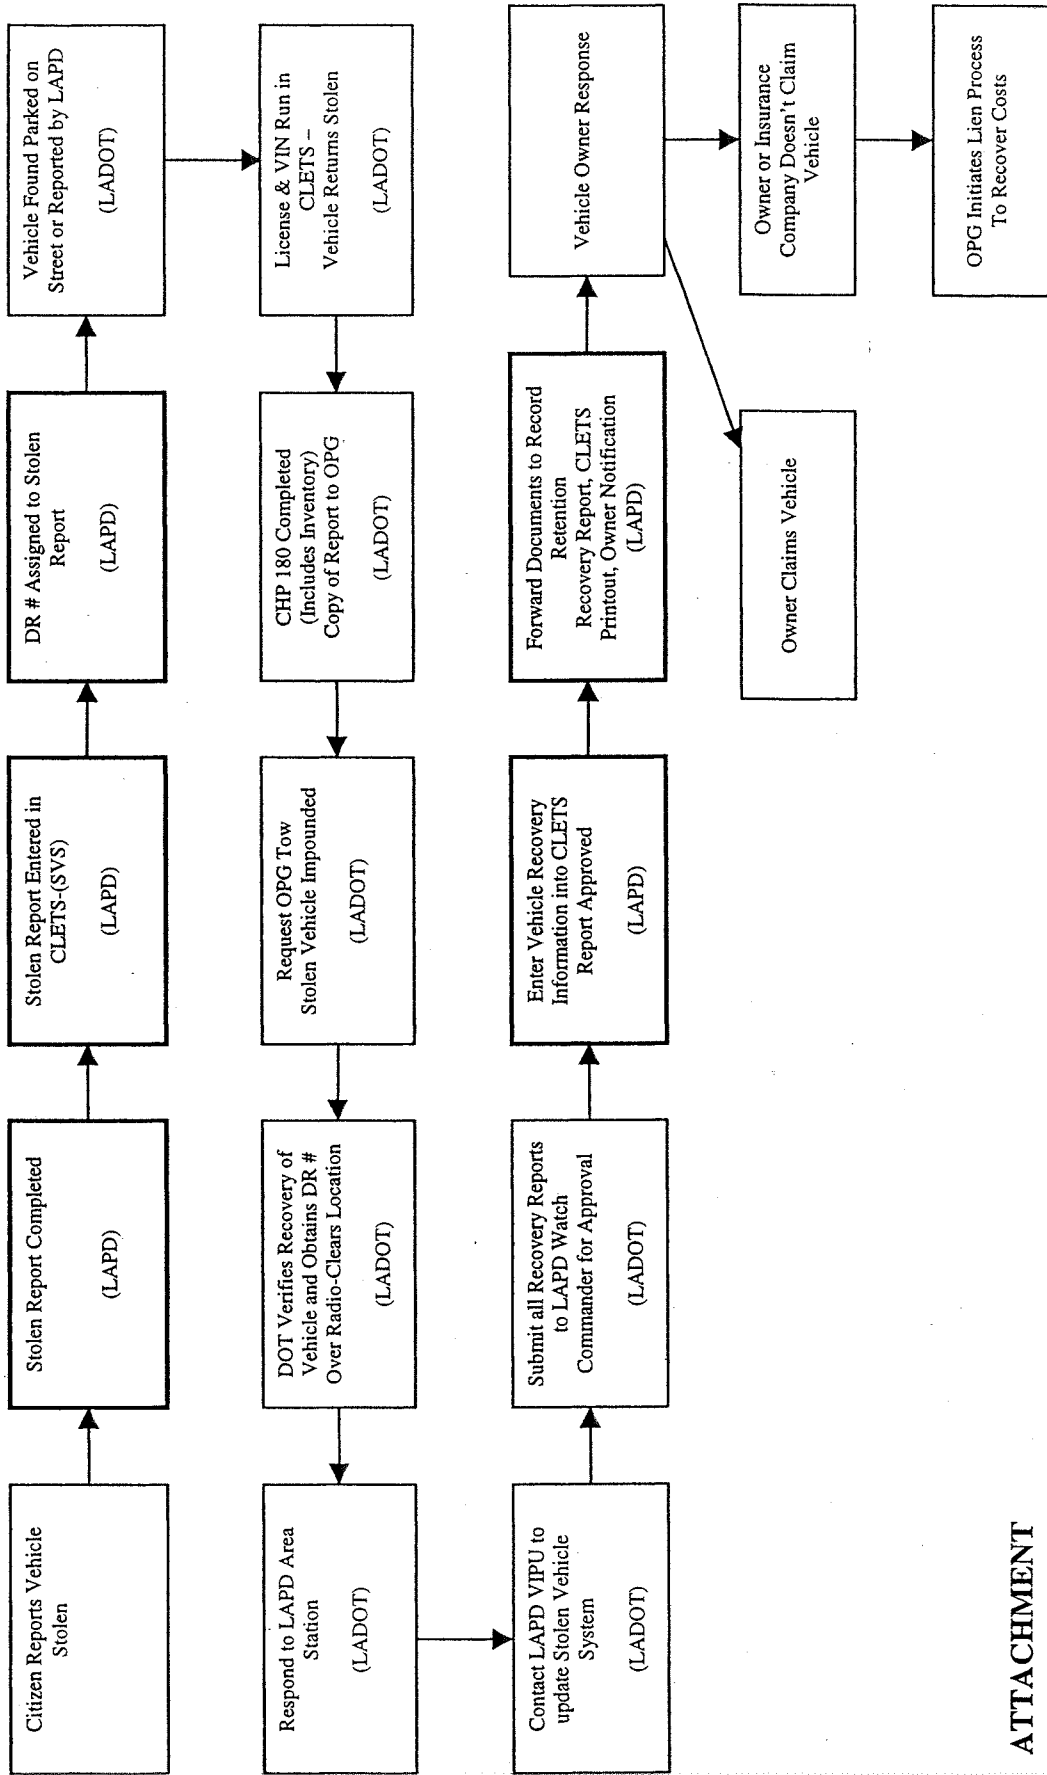 Citizen Reports Vehicle
Stolen
Stolen Report Completed
(LAPD)
Stolen Report Entered in
CLETS-(SVS)
(LAPD)
DR # Assigned to Stolen
Report
(LAPD)
Vehicle Found Parked on
Street or Reported by LAPD
(LADOT)
License & VIN Run in
CLETS –
Vehicle Returns Stolen
(LADOT)
CHP 180 Completed
(Includes Inventory)
Copy of Report to OPG
(LADOT)
Request OPG Tow
Stolen Vehicle Impounded
(LADOT)
DOT Verifies Recovery of
Vehicle and Obtains DR #
Over Radio-Clears Location
(LADOT)
Respond to LAPD Area
Station
(LADOT)
Contact LAPD VIPU to
update Stolen Vehicle
System
(LADOT)
Submit all Recovery Reports
to LAPD Watch
Commander for Approval
(LADOT)
Enter Vehicle Recovery
Information into CLETS
Report Approved
(LAPD)
Forward Documents to Record
Retention
Recovery Report, CLETS
Printout, Owner Notification
(LAPD)
Vehicle Owner Response
Owner Claims Vehicle
Owner or Insurance
Company Doesn't Claim
Vehicle
OPG Initiates Lien Process
To Recover Costs
ATTACHMENT